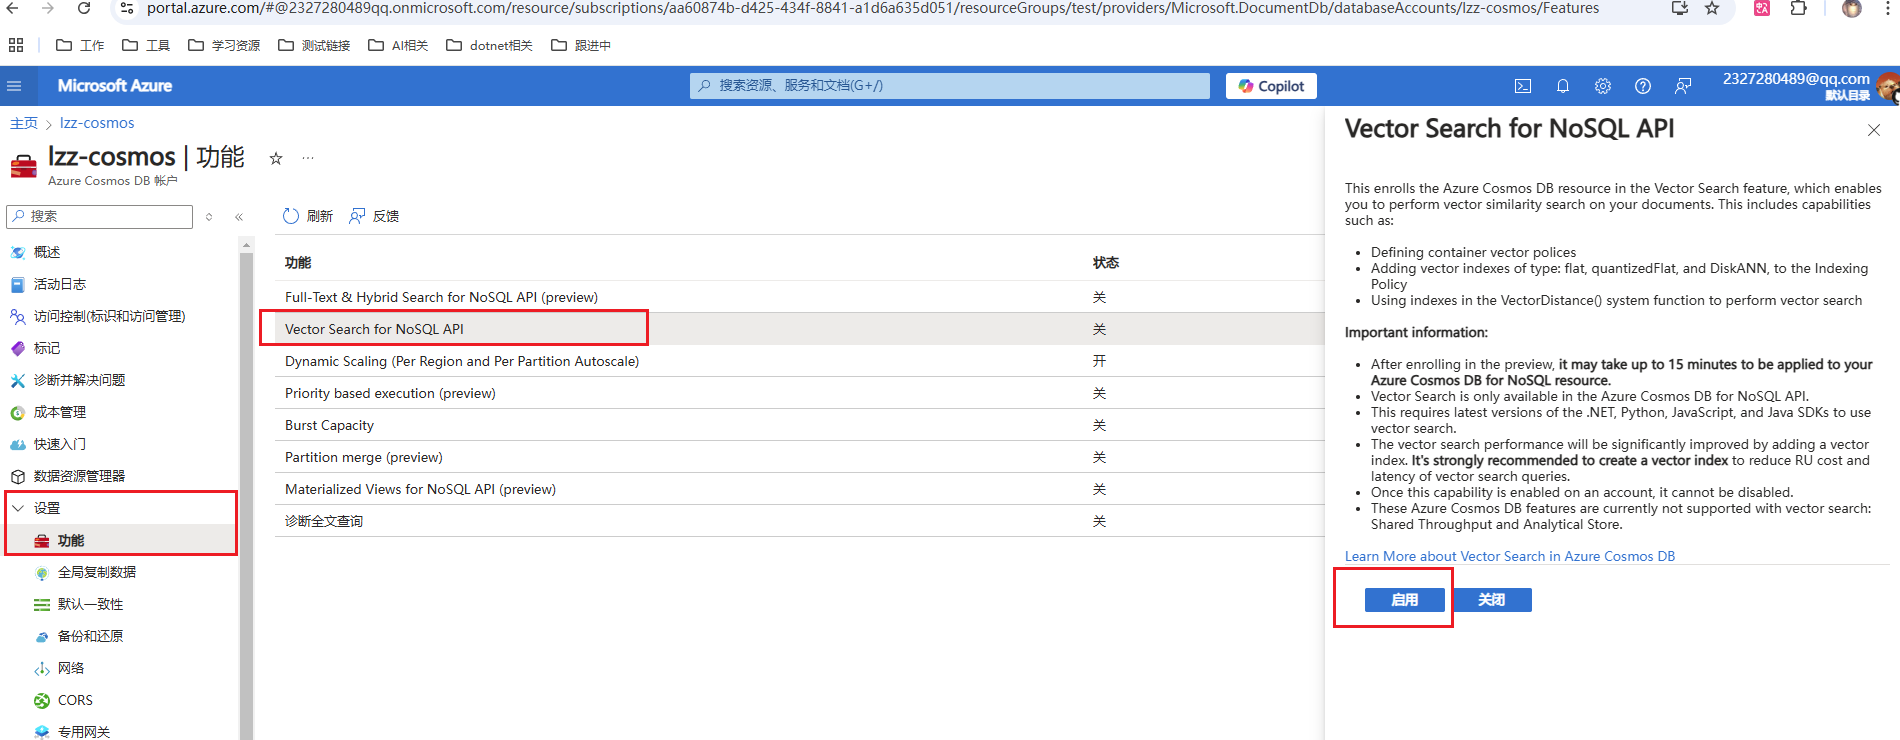 portal.azure.com/#@2327280489qq.onmicrosoft.com/resource/subscriptions/aa60874b-d425-434f-8841-a1d6a635d051/resourceGroups/test/providers/Microsoft.DocumentDb/databaseAccounts/lzz-cosmos/Features
工作 工具 学习资源 测试链接 AI相关 dotnet相关 跟进中
Microsoft Azure
搜索资源、服务和文档(G+/)
Copilot
2327280489@qq.com
默认目录
主页 > lzz-cosmos
lzz-cosmos | 功能
Azure Cosmos DB 帐户
搜索
概述
活动日志
访问控制(标识和访问管理)
标记
诊断并解决问题
成本管理
快速入门
数据资源管理器
设置
功能
全局复制数据
默认一致性
备份和还原
网络
CORS
专用网关
刷新 反馈
功能 状态
Full-Text & Hybrid Search for NoSQL API (preview) 关
Vector Search for NoSQL API 关
Dynamic Scaling (Per Region and Per Partition Autoscale) 开
Priority based execution (preview) 关
Burst Capacity 关
Partition merge (preview) 关
Materialized Views for NoSQL API (preview) 关
诊断全文查询 关
Vector Search for NoSQL API
This enrolls the Azure Cosmos DB resource in the Vector Search feature, which enables
you to perform vector similarity search on your documents. This includes capabilities
such as:
• Defining container vector polices
• Adding vector indexes of type: flat, quantizedFlat, and DiskANN, to the Indexing
Policy
• Using indexes in the VectorDistance() system function to perform vector search
Important information:
• After enrolling in the preview, it may take up to 15 minutes to be applied to your
Azure Cosmos DB for NoSQL resource.
• Vector Search is only available in the Azure Cosmos DB for NoSQL API.
• This requires latest versions of the .NET, Python, JavaScript, and Java SDKs to use
vector search.
• The vector search performance will be significantly improved by adding a vector
index. It's strongly recommended to create a vector index to reduce RU cost and
latency of vector search queries.
• Once this capability is enabled on an account, it cannot be disabled.
• These Azure Cosmos DB features are currently not supported with vector search:
Shared Throughput and Analytical Store.
Learn More about Vector Search in Azure Cosmos DB
启用 关闭